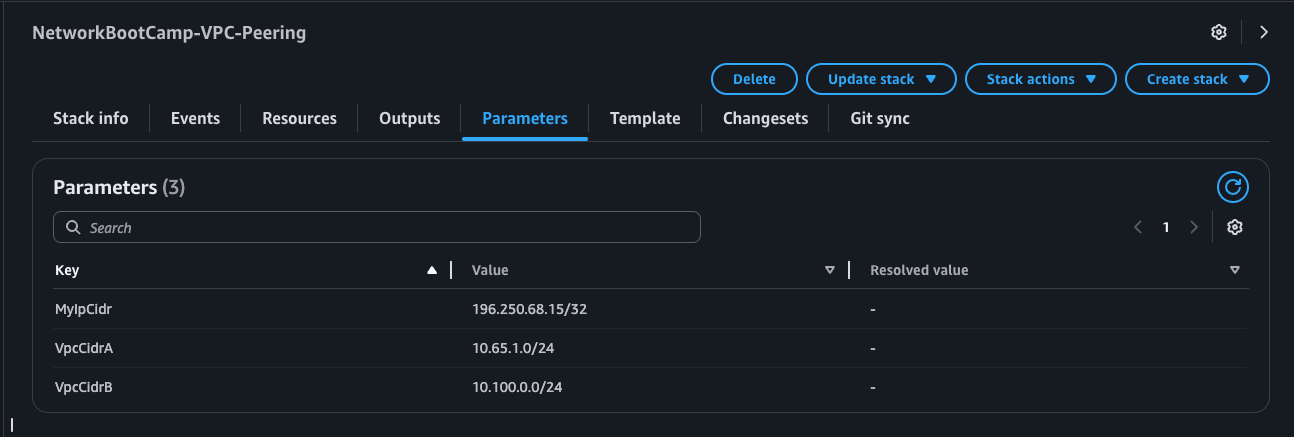 NetworkBootCamp-VPC-Peering
Delete Update stack Stack actions Create stack
Stack info Events Resources Outputs Parameters Template Changesets Git sync
Parameters (3)
Search
1
Key Value Resolved value
MyIpCidr 196.250.68.15/32 -
VpcCidrA 10.65.1.0/24 -
VpcCidrB 10.100.0.0/24 -